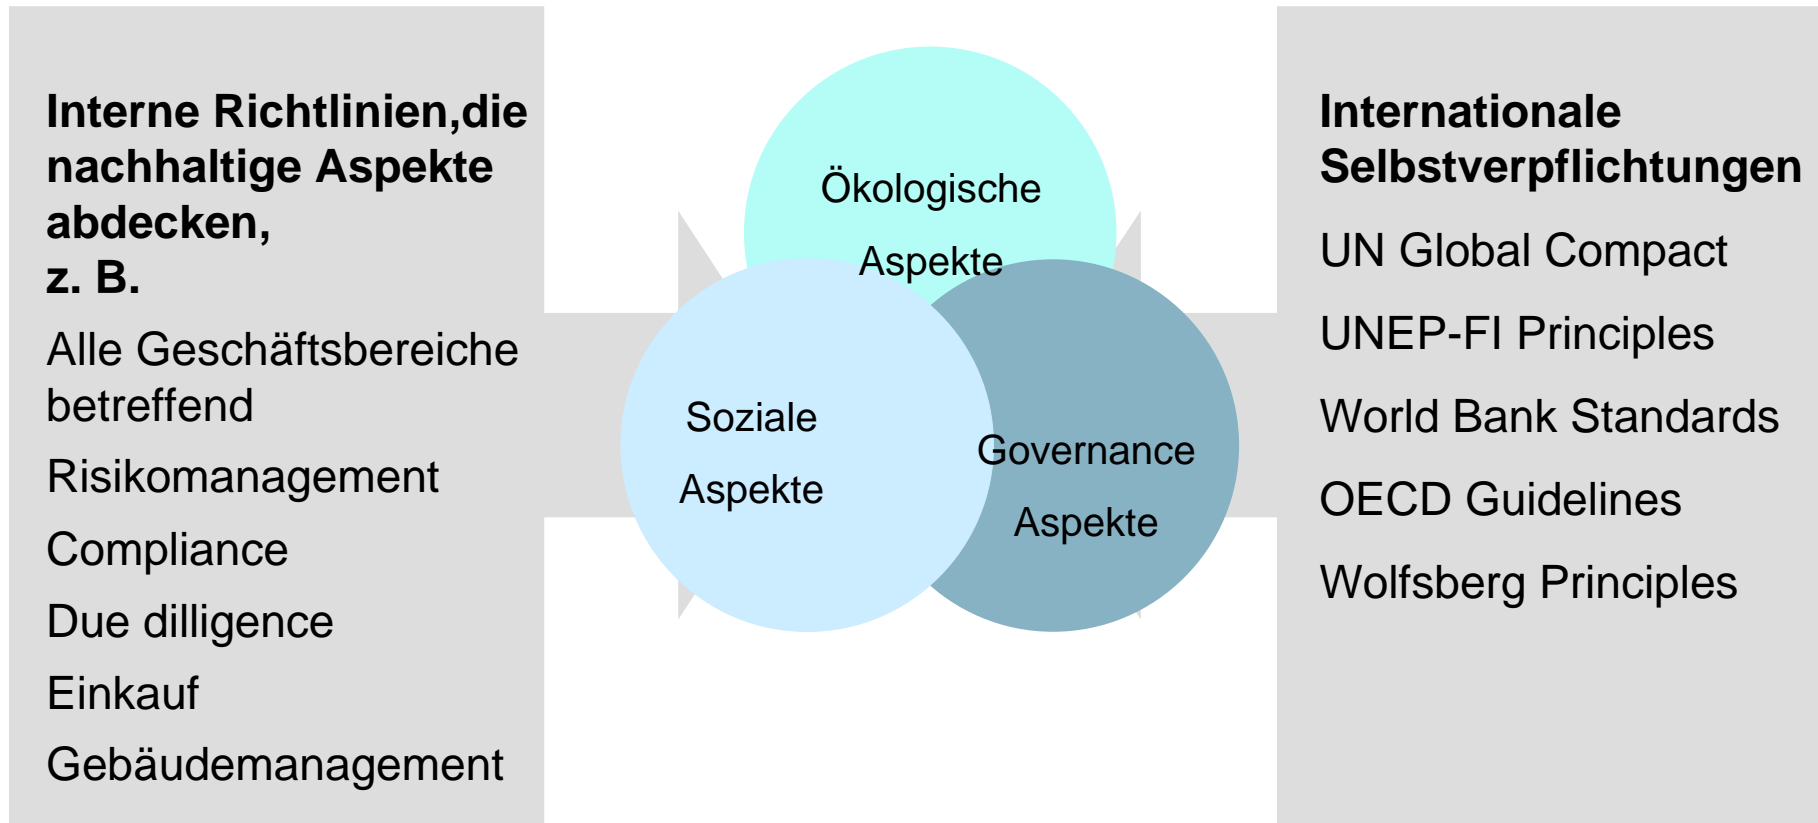 Interne Richtlinien,die
nachhaltige Aspekte
abdecken,
z. B.
Alle Geschäftsbereiche
betreffend
Risikomanagement
Compliance
Due dilligence
Einkauf
Gebäudemanagement
Ökologische
Aspekte
Soziale
Aspekte
Governance
Aspekte
Internationale
Selbstverpflichtungen
UN Global Compact
UNEP-FI Principles
World Bank Standards
OECD Guidelines
Wolfsberg Principles